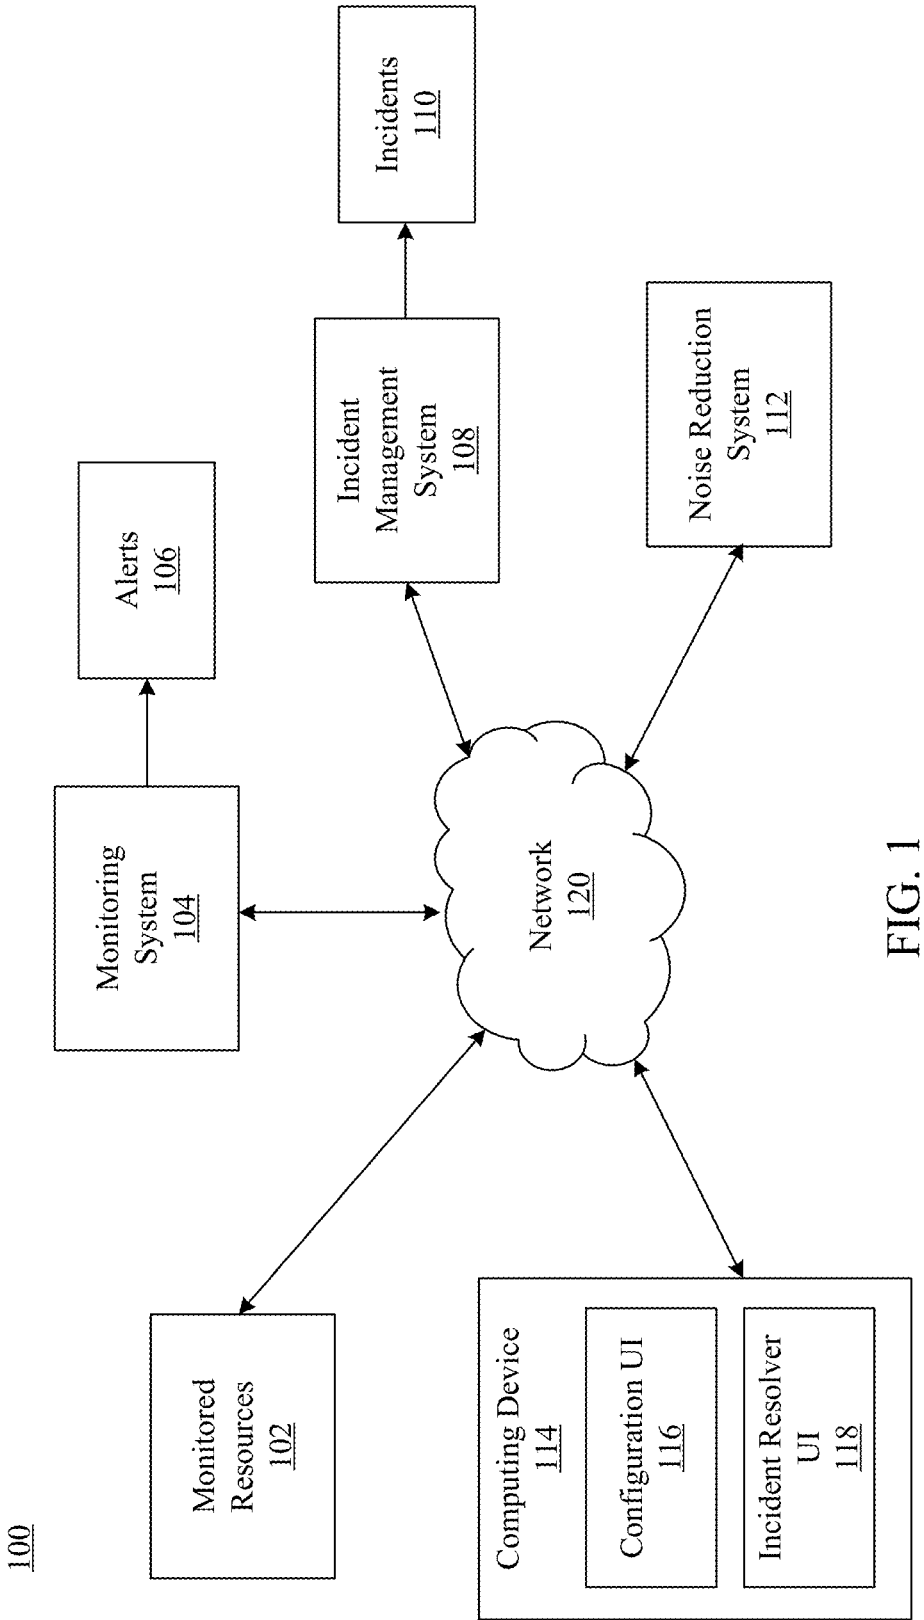 100
Monitored
Resources
102
Monitoring
System
104
Alerts
106
Incident
Management
System
108
Incidents
110
Computing Device
114
Configuration UI
116
Incident Resolver
UI
118
Network
120
Noise Reduction
System
112
FIG. 1